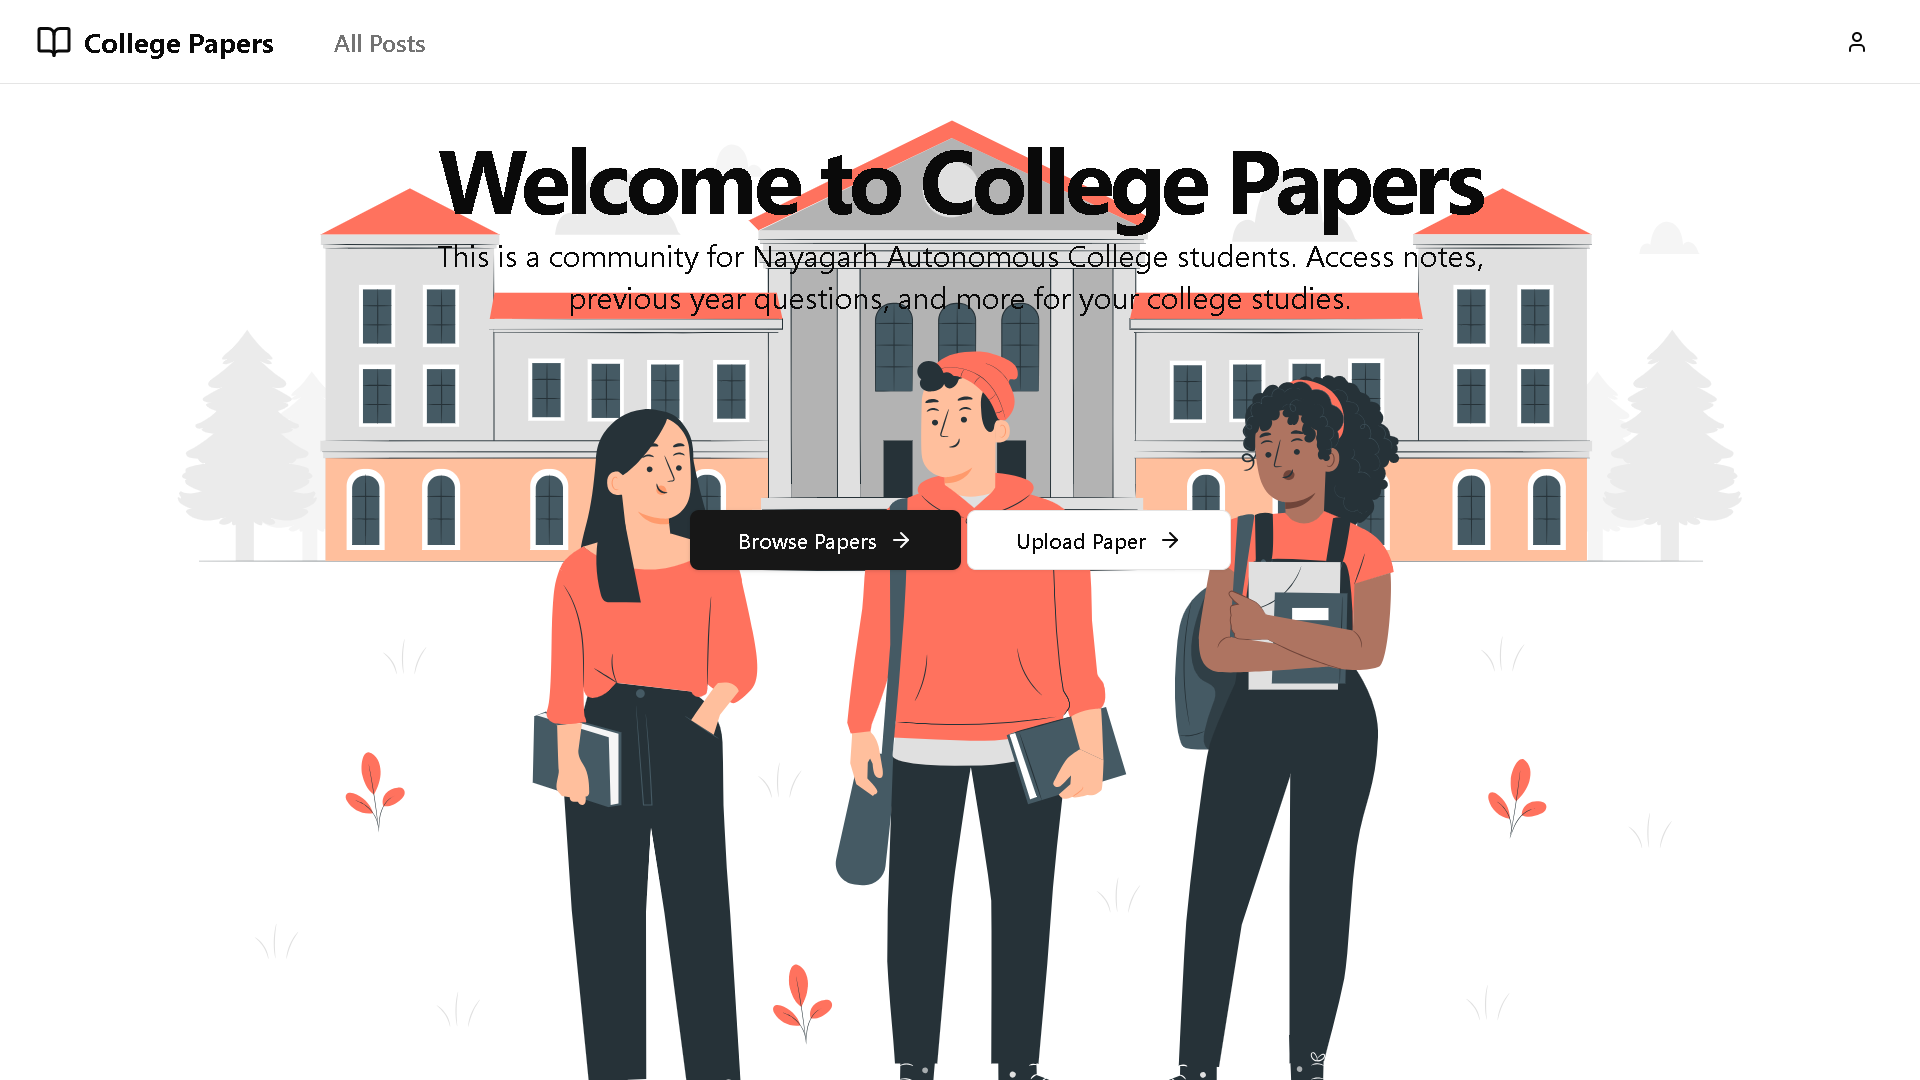 College Papers
All Posts
Welcome to College Papers
This is a community for Nayagarh Autonomous College students. Access notes,
previous year questions, and more for your college studies.
Browse Papers
Upload Paper